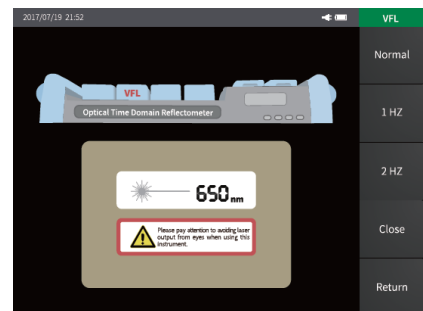 2017/07/19 21:52
VFL
Normal
VFL
Optical Time Domain Reflectometer
1 HZ
2 HZ
650nm
Please pay attention to avoiding laser
output from eyes when using this
instrument.
Close
Return